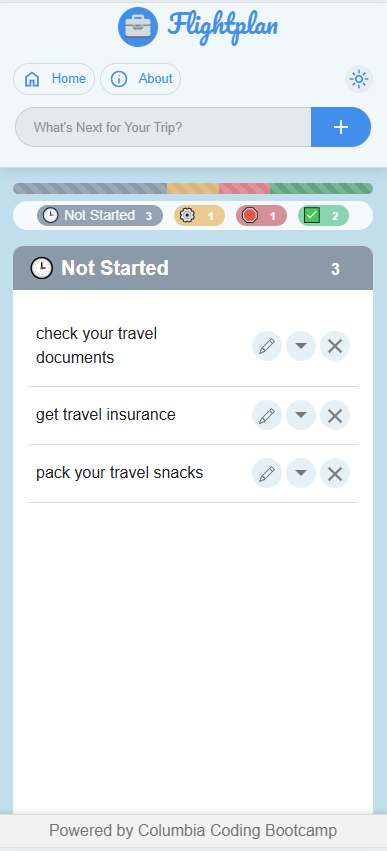 Flightplan
Home About
What's Next for Your Trip?
Not Started 3 1 1 2
Not Started 3
check your travel
documents
get travel insurance
pack your travel snacks
Powered by Columbia Coding Bootcamp